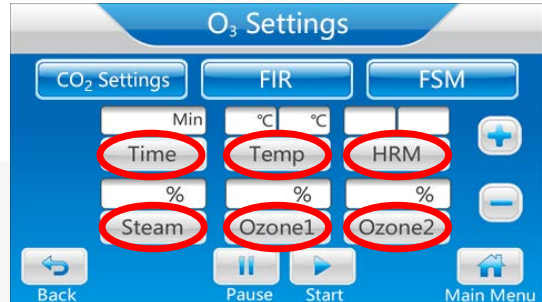 O₃ Settings
CO₂ Settings FIR FSM
Min ℃ ℃
Time Temp HRM
% % %
Steam Ozone1 Ozone2
Back Pause Start Main Menu